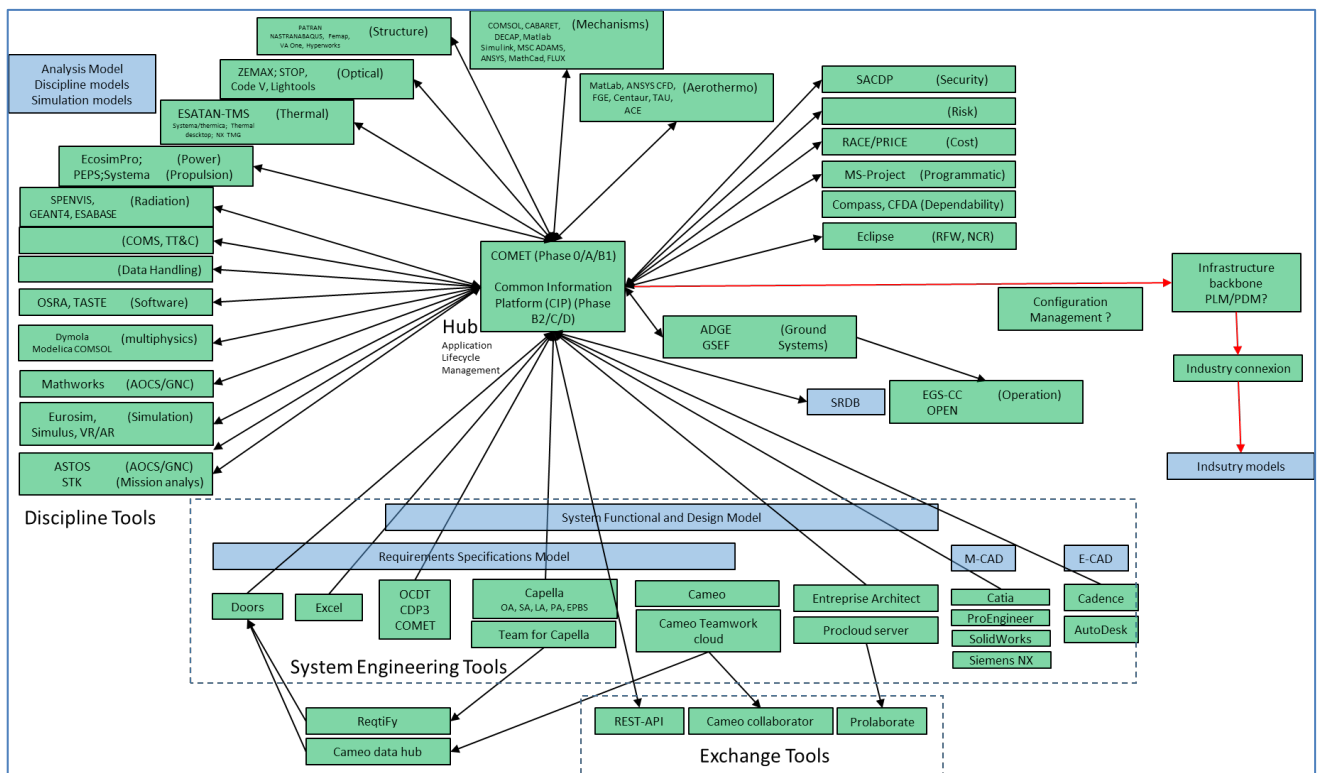 PATRAN
NASTRANABAQUS, Femap,
VA One, Hyperworks
(Structure)
COMSOL, CABARET,
DECAP, Matlab
Simulink, MSC ADAMS,
ANSYS, MathCad, FLUX
(Mechanisms)
Analysis Model
Discipline models
Simulation models
ZEMAX; STOP, (Optical)
Code V, Lightools
MatLab, ANSYS CFD,
FGE, Centaur, TAU,
ACE
(Aerothermo)
SACDP (Security)
(Risk)
RACE/PRICE (Cost)
MS-Project (Programmatic)
Compass, CFDA (Dependability)
Eclipse (RFW, NCR)
ESATAN-TMS (Thermal)
Systema/thermica; Thermal
descktop; NX TMG
EcosimPro; (Power)
PEPS;Systema (Propulsion)
SPENVIS, (Radiation)
GEANT4, ESABASE
(COMS, TT&C)
(Data Handling)
OSRA, TASTE (Software)
Dymola (multiphysics)
Modelica COMSOL
Mathworks (AOCS/GNC)
Eurosim, (Simulation)
Simulus, VR/AR
ASTOS (AOCS/GNC)
STK (Mission analys)
Discipline Tools
COMET (Phase 0/A/B1)
Common Information
Platform (CIP) (Phase
B2/C/D)
Hub
Application
Lifecycle
Management
ADGE (Ground
GSEF Systems)
SRDB
EGS-CC (Operation)
OPEN
Configuration
Management ?
Infrastructure
backbone
PLM/PDM?
Industry connexion
Indsutry models
System Functional and Design Model
Requirements Specifications Model
M-CAD
E-CAD
Doors
Excel
OCDT
CDP3
COMET
Capella
OA, SA, LA, PA, EPBS
Team for Capella
Cameo
Cameo Teamwork
cloud
Entreprise Architect
Procloud server
Catia
ProEngineer
SolidWorks
Siemens NX
Cadence
AutoDesk
System Engineering Tools
ReqtiFy
Cameo data hub
REST-API
Cameo collaborator
Prolaborate
Exchange Tools